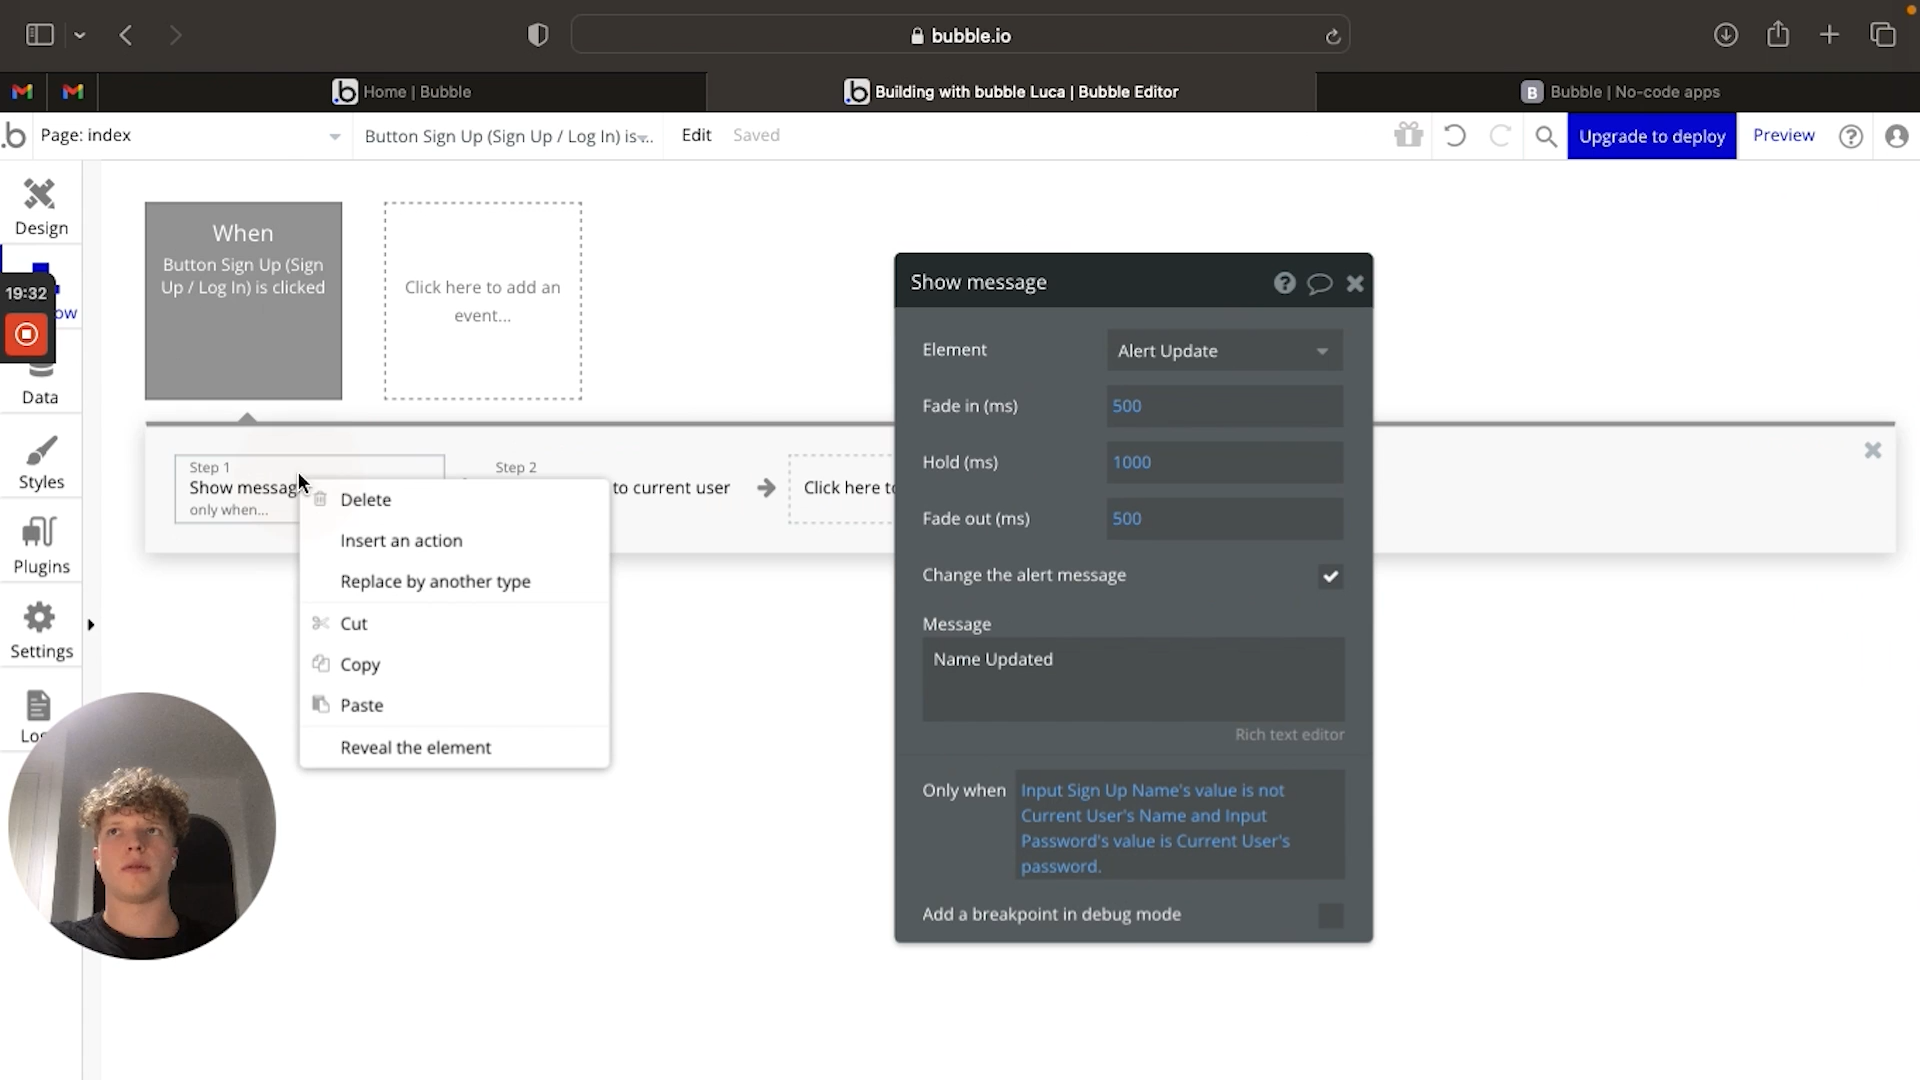 bubble.io
Home | Bubble
Building with bubble Luca | Bubble Editor
B
Bubble | No-code apps
b
Page: index
Button Sign Up (Sign Up / Log In) is...
Edit
Saved
Upgrade to deploy
Preview
Design
When
Button Sign Up (Sign
Up / Log In) is clicked
Click here to add an
event...
19:32
ow
Data
Styles
Plugins
Settings
Lo
Step 1
Show messag
only when...
Step 2
to current user
Click here to
Delete
Insert an action
Replace by another type
Cut
Copy
Paste
Reveal the element
Show message
Element
Alert Update
Fade in (ms)
500
Hold (ms)
1000
Fade out (ms)
500
Change the alert message
Message
Name Updated
Rich text editor
Only when
Input Sign Up Name's value is not
Current User's Name and Input
Password's value is Current User's
password.
Add a breakpoint in debug mode